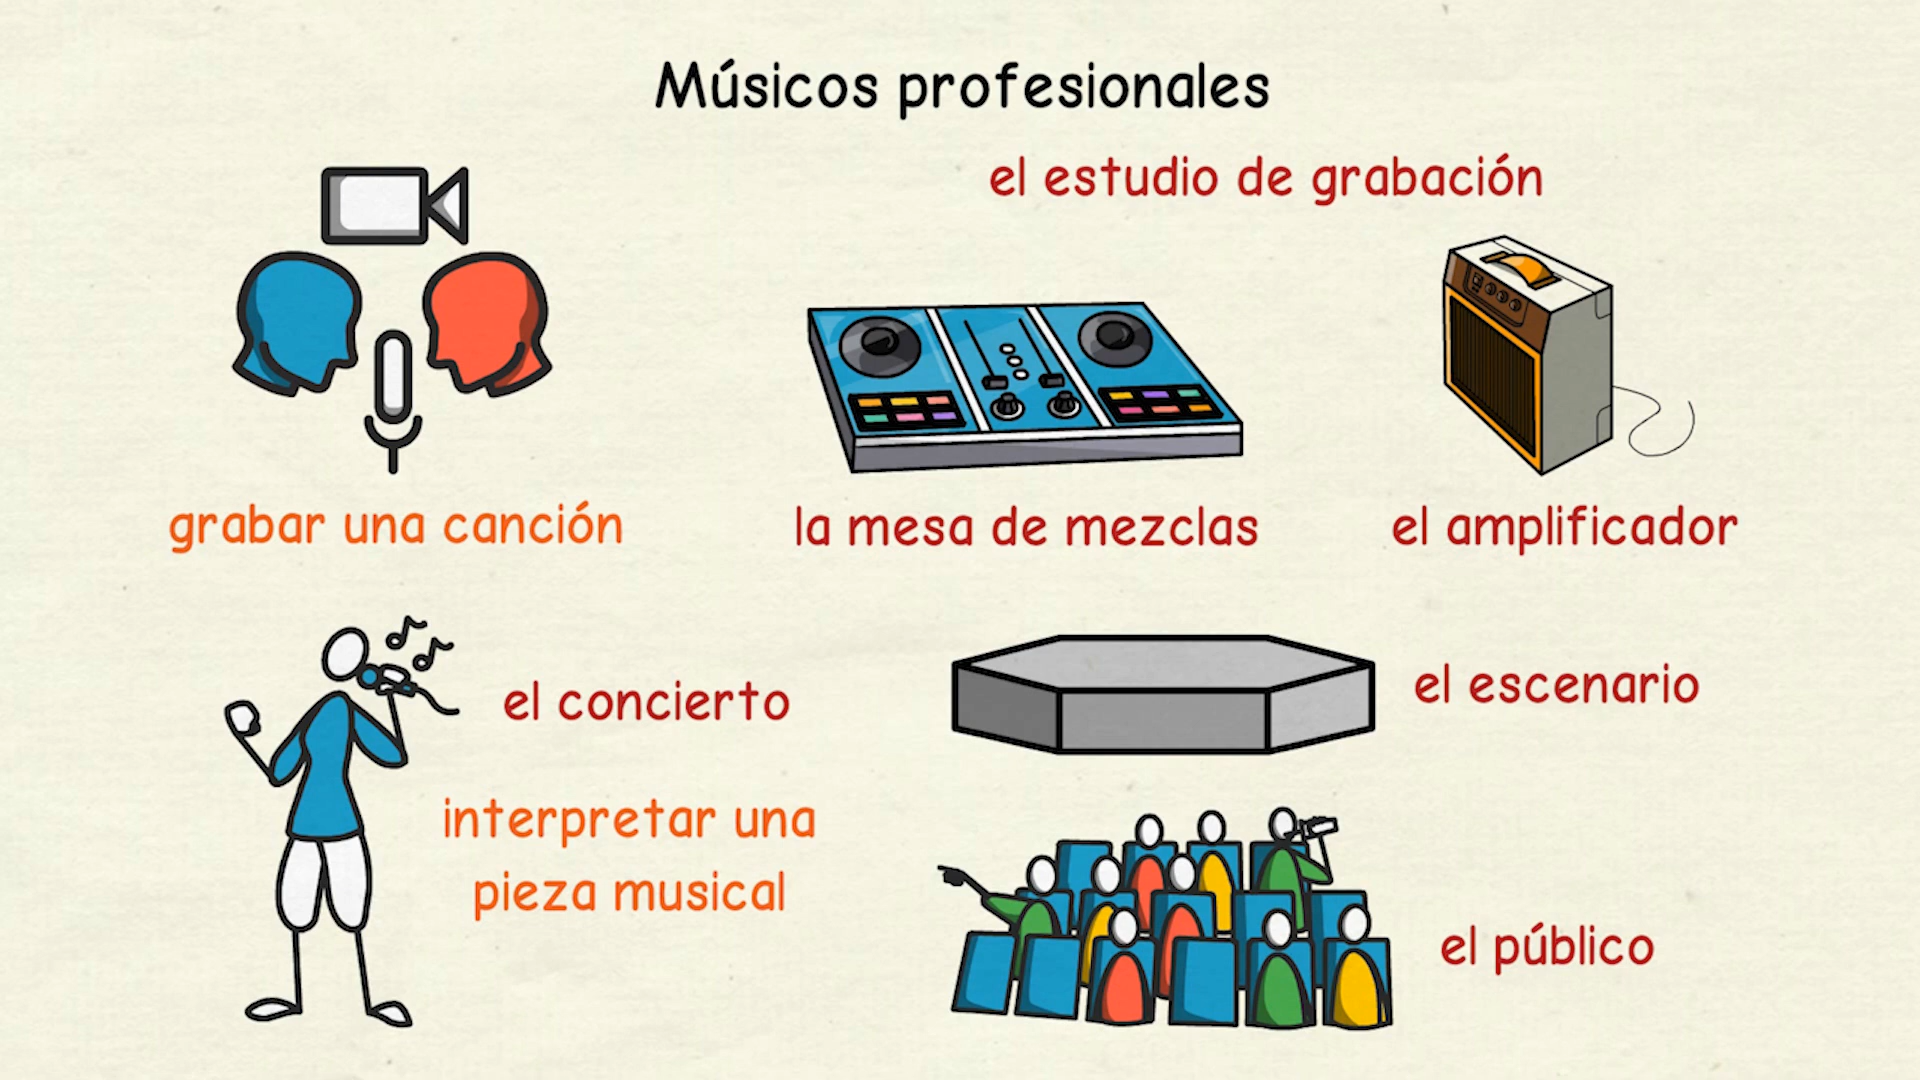 Músicos profesionales
el estudio de grabación
grabar una canción
la mesa de mezclas
el amplificador
el concierto
interpretar una
pieza musical
el escenario
el público